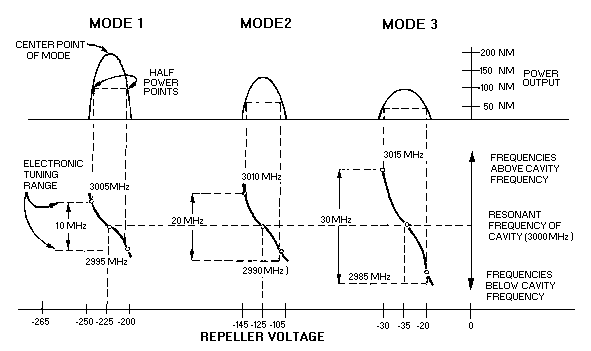 MODE 1
MODE2
MODE 3
CENTER POINT
OF MODE
HALF
POWER
POINTS
200 NM
150 NM
100 NM
50 NM
POWER
OUTPUT
ELECTRONIC
TUNING
RANGE
3005MHz
10 MHz
2995 MHz
3010 MHz
20 MHz
2990 MHz )
3015 MHz
30 MHz
2985 MHz
FREQUENCIES
ABOVE CAVITY
FREQUENCY
RESONANT
FREQUENCY OF
CAVITY (3000MHz)
FREQUENCIES
BELOW CAVITY
FREQUENCY
-265
-250
-225
-200
-145
-125
-105
-30
-35
-20
0
REPELLER VOLTAGE